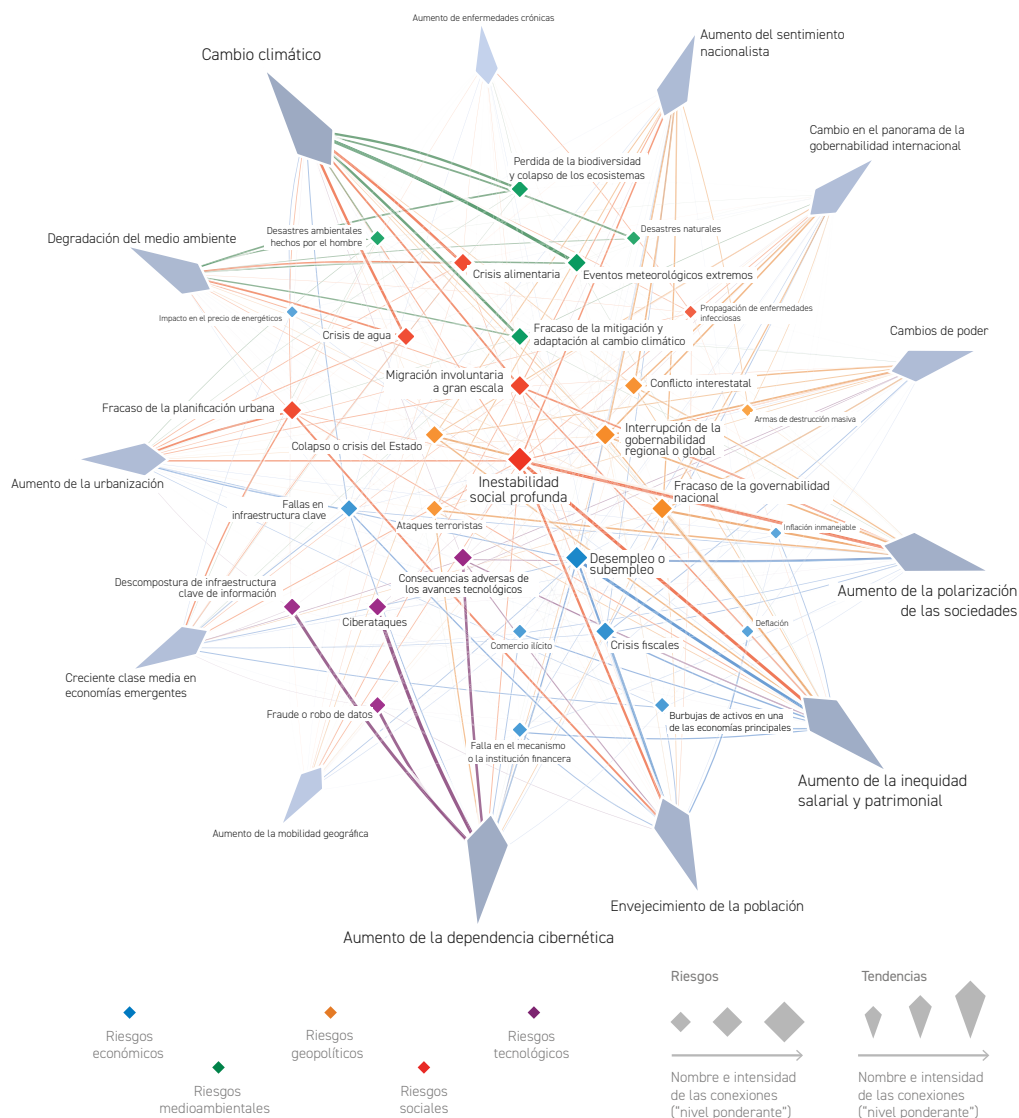 Aumento de enfermedades crónicas
Aumento del sentimiento
nacionalista
Cambio climático
Cambio en el panorama de la
gobernabilidad internacional
Perdida de la biodiversidad
y colapso de los ecosistemas
Desastres ambientales
hechos por el hombre
Desastres naturales
Degradación del medio ambiente
Crisis alimentaria
Eventos meteorológicos extremos
Impacto en el precio de energéticos
Propagación de enfermedades
infecciosas
Crisis de agua
Fracaso de la mitigación y
adaptación al cambio climático
Cambios de poder
Migración involuntaria
a gran escala
Conflicto interestatal
Fracaso de la planificación urbana
Armas de destrucción masiva
Colapso o crisis del Estado
Interrupción de la
gobernabilidad
regional o global
Aumento de la urbanización
Inestabilidad
social profunda
Fracaso de la governabilidad
nacional
Fallas en
infraestructura clave
Ataques terroristas
Inflación inmanejable
Desempleo o
subempleo
Descompostura de infraestructura
clave de información
Consecuencias adversas de
los avances tecnológicos
Aumento de la polarización
de las sociedades
Ciberataques
Comercio ilícito
Crisis fiscales
Deflación
Creciente clase media en
economías emergentes
Fraude o robo de datos
Burbujas de activos en una
de las economías principales
Falla en el mecanismo
o la institución financera
Aumento de la inequidad
salarial y patrimonial
Aumento de la mobilidad geográfica
Envejecimiento de la población
Aumento de la dependencia cibernética
Riesgos
Tendencias
Riesgos
económicos
Riesgos
geopolíticos
Riesgos
tecnológicos
Riesgos
medioambientales
Riesgos
sociales
Nombre e intensidad
de las conexiones
("nivel ponderante")
Nombre e intensidad
de las conexiones
("nivel ponderante")